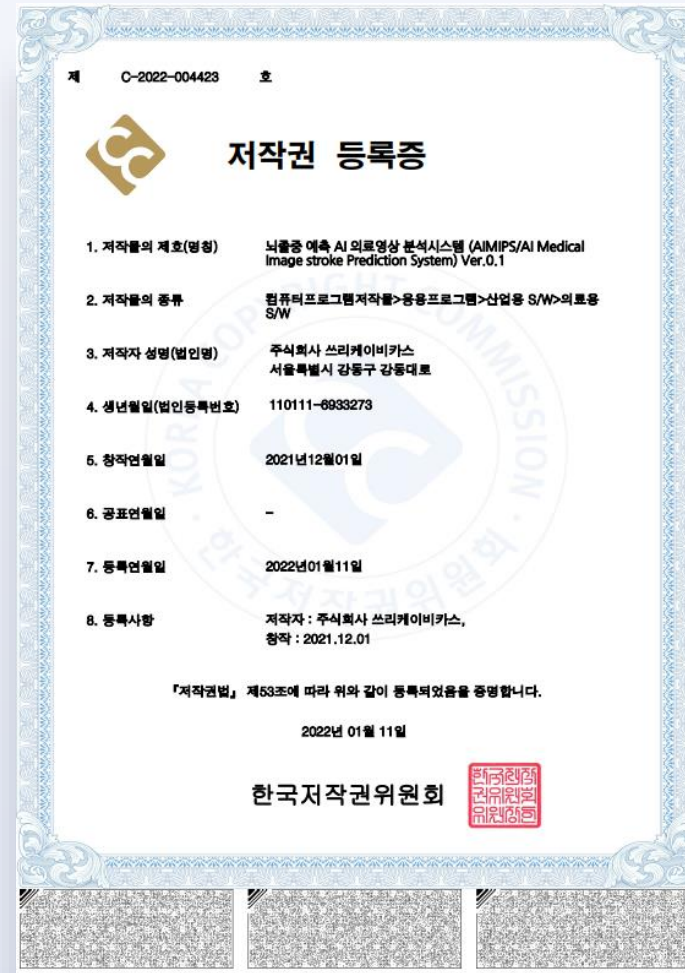 제 C-2022-004423 호
저작권 등록증
1. 저작물의 제호(명칭) 뇌졸중 예측 AI 의료영상 분석시스템 (AIMIPS/AI Medical
Image stroke Prediction System) Ver.0.1
2. 저작물의 종류 컴퓨터프로그램저작물>응용프로그램>산업용 S/W>의료용
S/W
3. 저작자 성명(법인명) 주식회사 쓰리케이비카스
서울특별시 강동구 강동대로
4. 생년월일(법인등록번호) 110111-6933273
5. 창작연월일 2021년12월01일
6. 공표연월일 -
7. 등록연월일 2022년01월11일
8. 등록사항 저작자 : 주식회사 쓰리케이비카스,
창작 : 2021.12.01
『저작권법』 제53조에 따라 위와 같이 등록되었음을 증명합니다.
2022년 01월 11일
한국저작권위원회
KOREA COPYRIGHT COMMISSION
한국저작권위원회